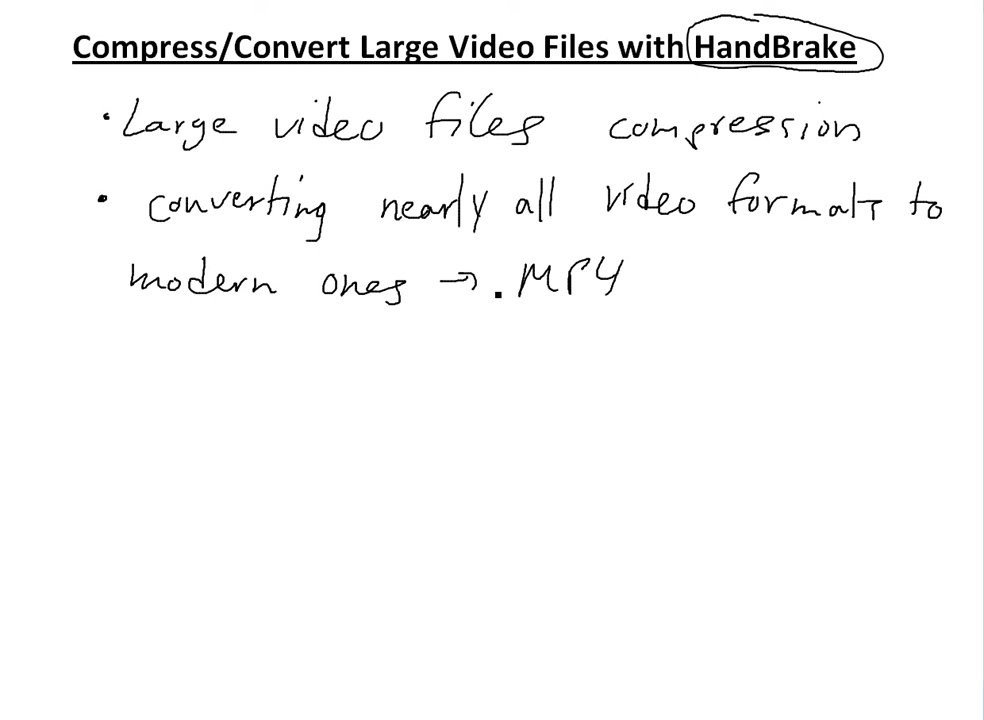 Compress/Convert Large Video Files with HandBrake
• Large video files compression
• converting nearly all video formats to
modern ones → .MP4